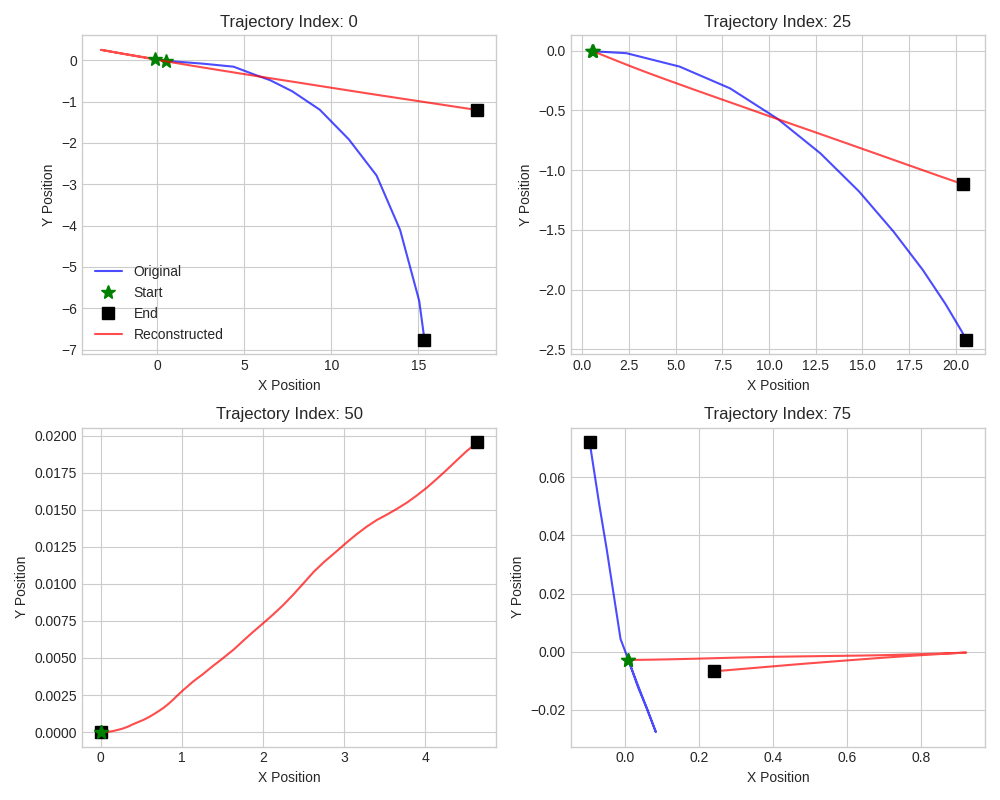 Trajectory Index: 0
0
−1
−2
−3
−4
−5
−6
−7
Y Position
Original
Start
End
Reconstructed
0 5 10 15
X Position
Trajectory Index: 25
0.0
−0.5
−1.0
−1.5
−2.0
−2.5
Y Position
0.0 2.5 5.0 7.5 10.0 12.5 15.0 17.5 20.0
X Position
Trajectory Index: 50
0.0200
0.0175
0.0150
0.0125
0.0100
0.0075
0.0050
0.0025
0.0000
Y Position
0 1 2 3 4
X Position
Trajectory Index: 75
0.06
0.04
0.02
0.00
−0.02
Y Position
0.0 0.2 0.4 0.6 0.8
X Position